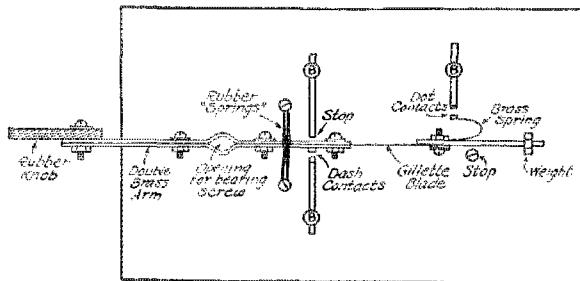 B
B
Rubber
"Springs"
Stop
Dot
Contacts
Brass
Spring
Rubber
Knob
Double
Brass
Arm
Opening
for bearing
screw
Dash
Contacts
Gillette
Blade
Stop
Weight
B